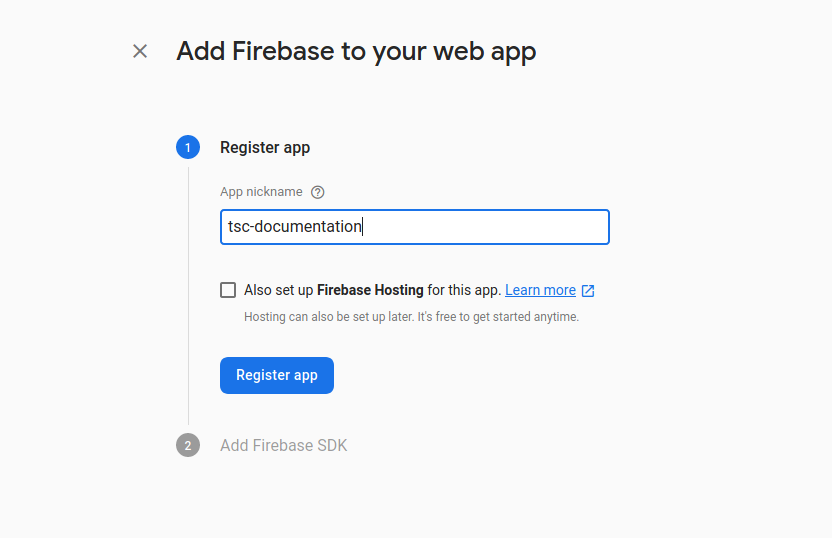 Add Firebase to your web app
1 Register app
App nickname ?
tsc-documentation
Also set up Firebase Hosting for this app. Learn more
Hosting can also be set up later. It's free to get started anytime.
Register app
2 Add Firebase SDK